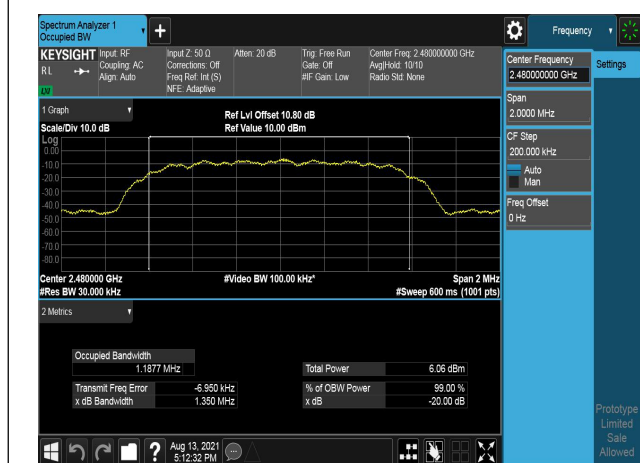 Spectrum Analyzer 1
Occupied BW
Frequency
KEYSIGHT
Input: RF
Coupling: AC
Align: Auto
RL
LXI
Input Z: 50 Ω
Corrections: Off
Freq Ref: Int (S)
NFE: Adaptive
Atten: 20 dB
Trig: Free Run
Gate: Off
#IF Gain: Low
Center Freq: 2.480000000 GHz
Avg|Hold: 10/10
Radio Std: None
Center Frequency
2.480000000 GHz
Settings
Span
2.0000 MHz
CF Step
200.000 kHz
Auto
Man
Freq Offset
0 Hz
1 Graph
Scale/Div 10.0 dB
Ref Lvl Offset 10.80 dB
Ref Value 10.00 dBm
Log
0.00
-10.0
-20.0
-30.0
-40.0
-50.0
-60.0
-70.0
-80.0
Center 2.480000 GHz
#Video BW 100.00 kHz*
Span 2 MHz
#Res BW 30.000 kHz
#Sweep 600 ms (1001 pts)
2 Metrics
Occupied Bandwidth
1.1877 MHz
Total Power 6.06 dBm
Transmit Freq Error -6.950 kHz
% of OBW Power 99.00 %
x dB Bandwidth 1.350 MHz
x dB -20.00 dB
Prototype
Limited
Sale
Allowed
Aug 13, 2021
5:12:32 PM